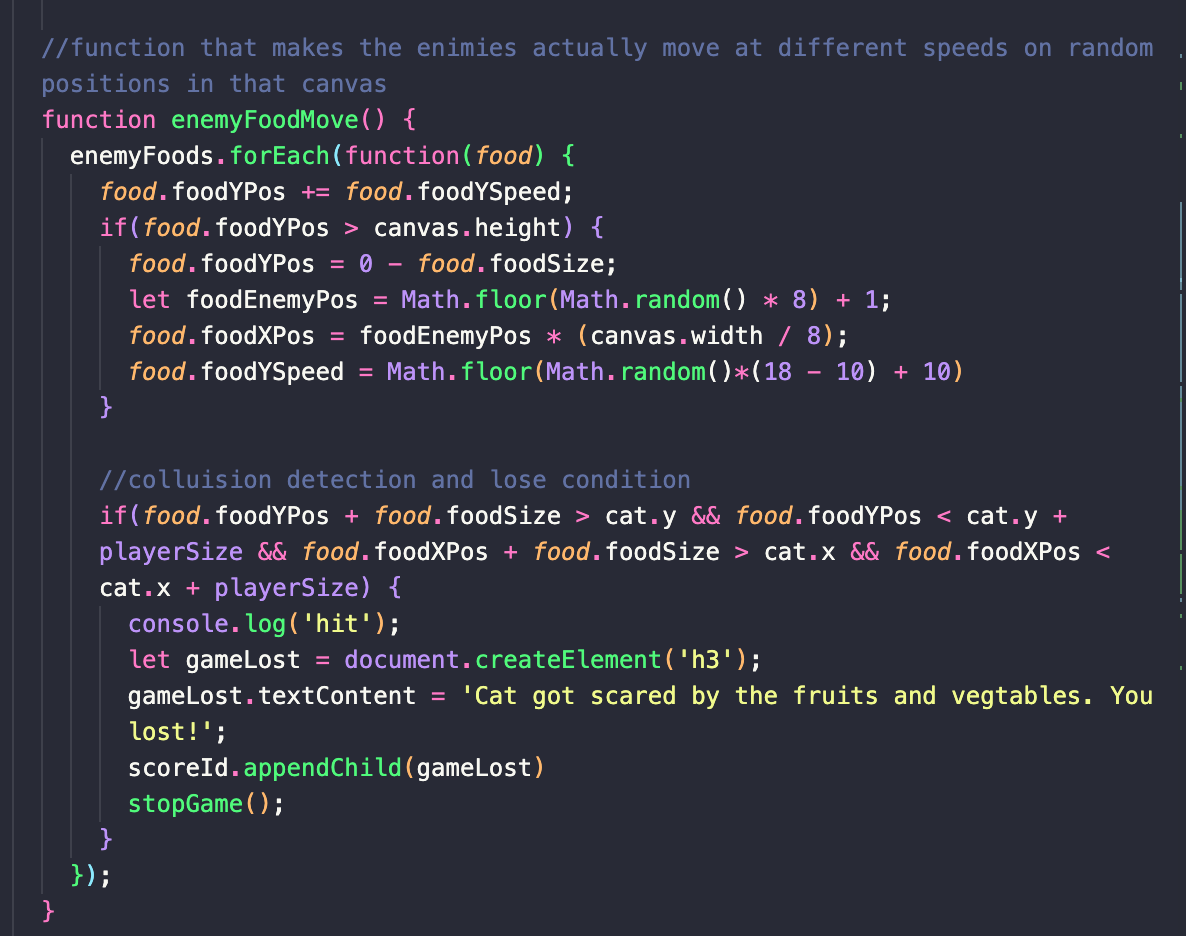 //function that makes the enimies actually move at different speeds on random
positions in that canvas
function enemyFoodMove() {
  enemyFoods.forEach(function(food) {
    food.foodYPos += food.foodYSpeed;
    if(food.foodYPos > canvas.height) {
      food.foodYPos = 0 - food.foodSize;
      let foodEnemyPos = Math.floor(Math.random() * 8) + 1;
      food.foodXPos = foodEnemyPos * (canvas.width / 8);
      food.foodYSpeed = Math.floor(Math.random()*(18 - 10) + 10)
    }
    //colluision detection and lose condition
    if(food.foodYPos + food.foodSize > cat.y && food.foodYPos < cat.y +
    playerSize && food.foodXPos + food.foodSize > cat.x && food.foodXPos <
    cat.x + playerSize) {
      console.log('hit');
      let gameLost = document.createElement('h3');
      gameLost.textContent = 'Cat got scared by the fruits and vegtables. You
      lost!';
      scoreId.appendChild(gameLost)
      stopGame();
    }
  });
}